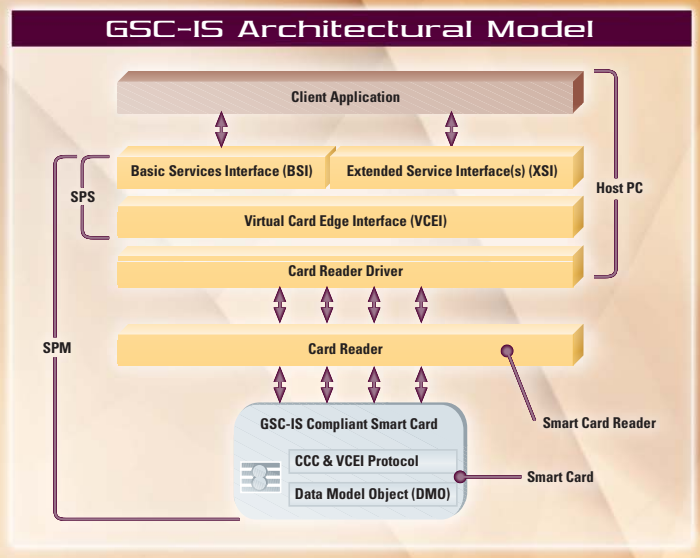 GSC-IS Architectural Model
Client Application
Basic Services Interface (BSI)
Extended Service Interface(s) (XSI)
SPS
Host PC
Virtual Card Edge Interface (VCEI)
Card Reader Driver
SPM
Card Reader
GSC-IS Compliant Smart Card
Smart Card Reader
CCC & VCEI Protocol
Smart Card
Data Model Object (DMO)